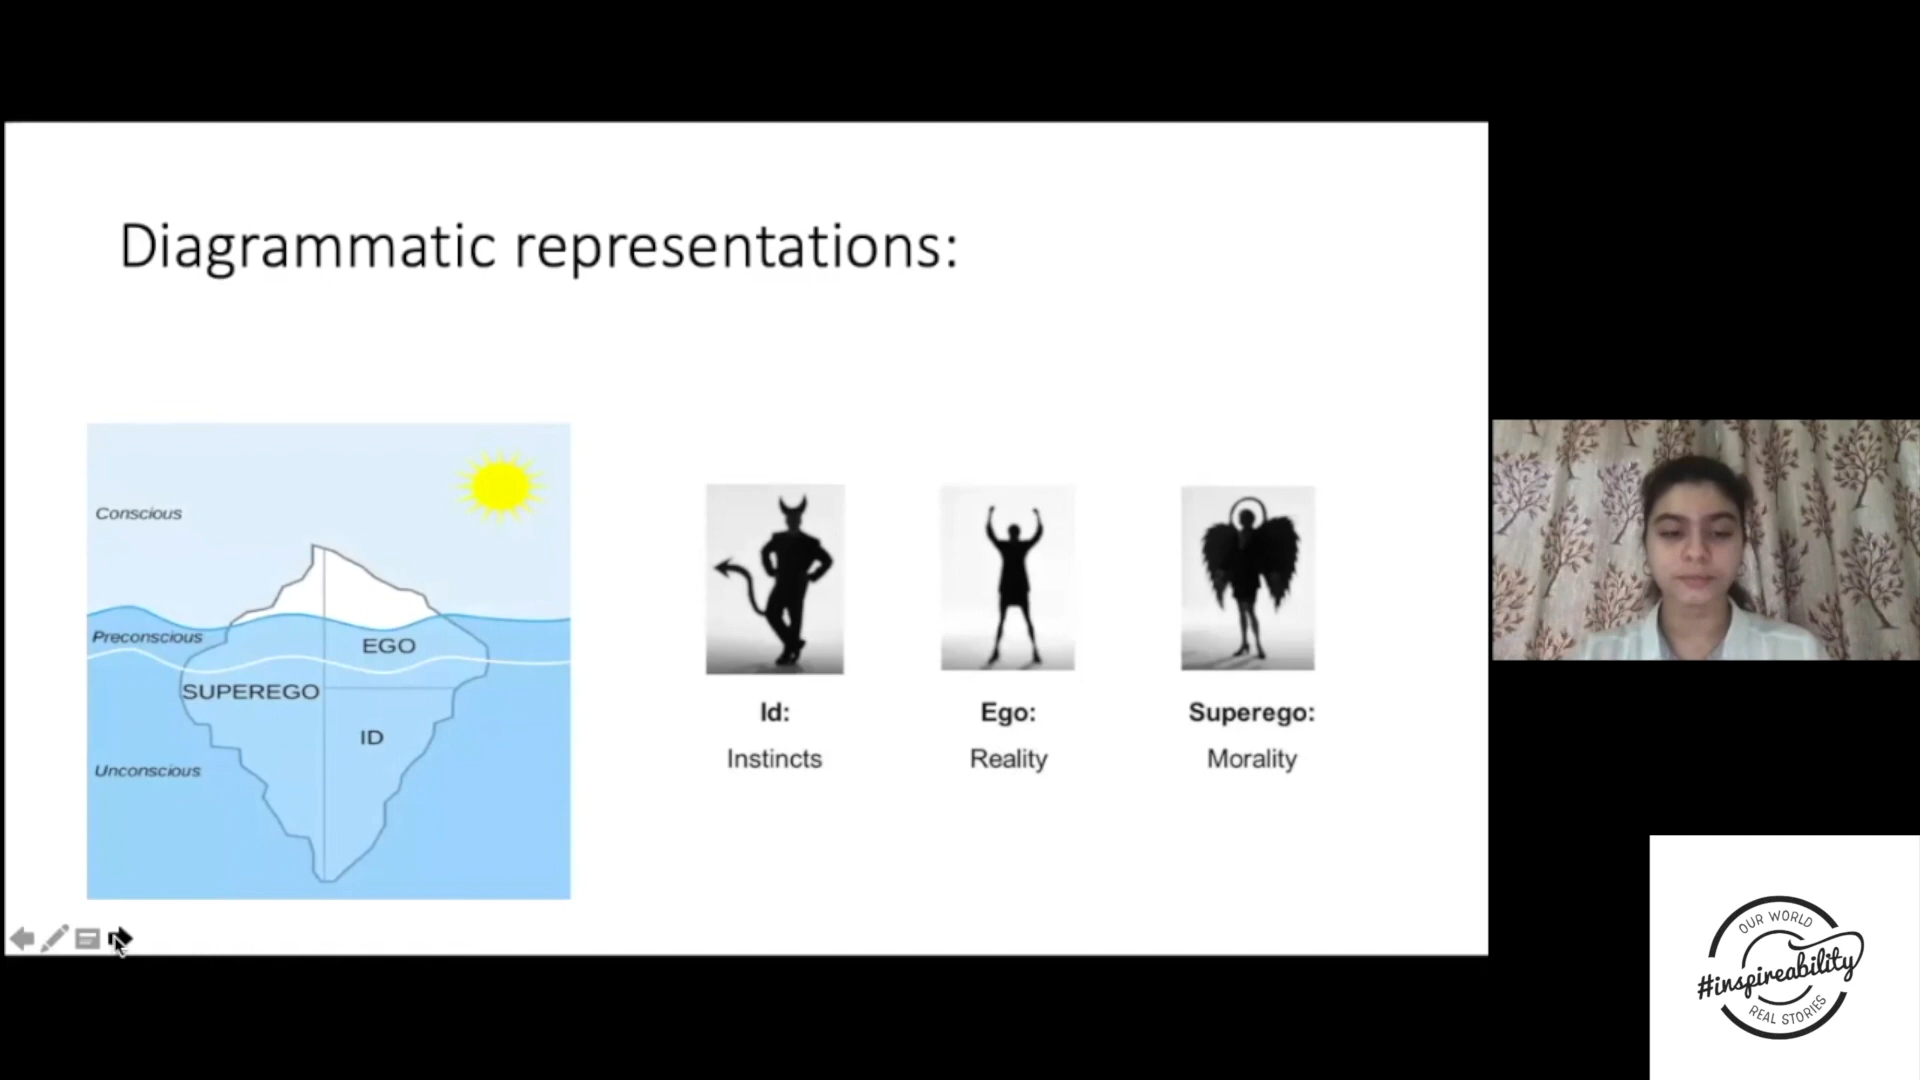 Diagrammatic representations:
Conscious
Preconscious
EGO
SUPEREGO
ID
Unconscious
Id:
Instincts
Ego:
Reality
Superego:
Morality
OUR WORLD
#inspireability
REAL STORIES